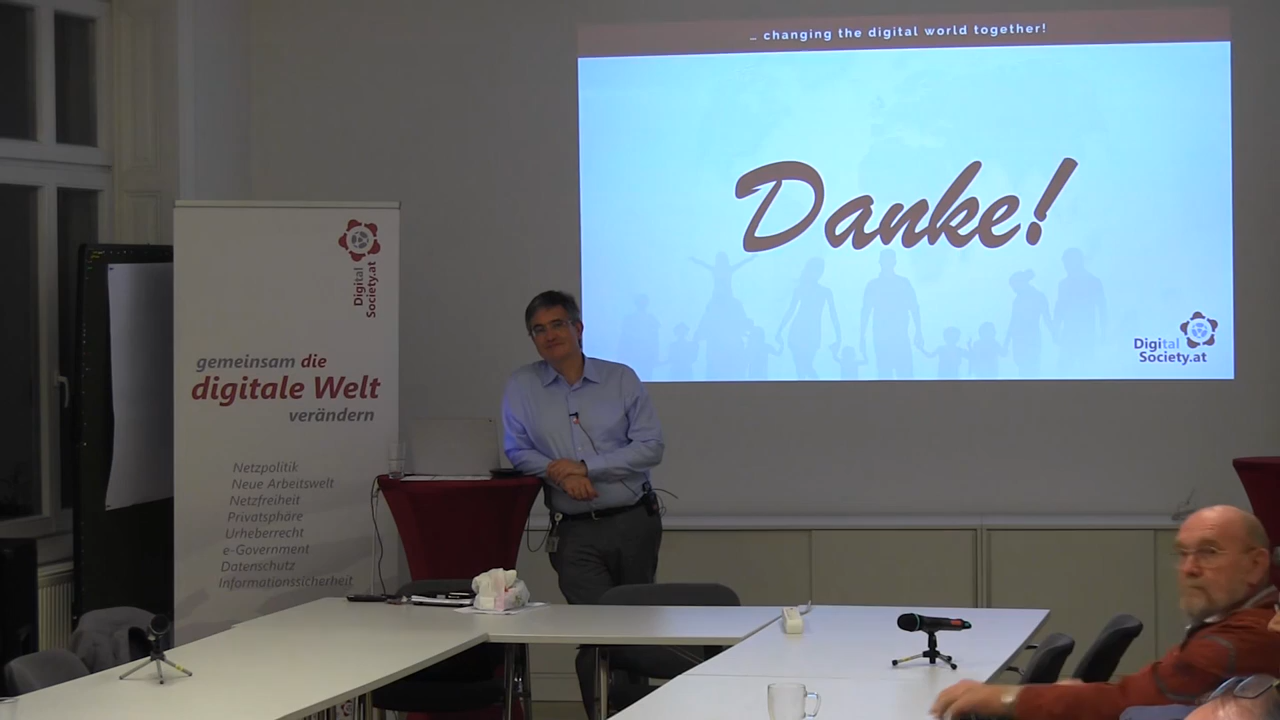 … changing the digital world together!
Danke!
Digital
Society.at
Digital
Society.at
gemeinsam die
digitale Welt
verändern
Netzpolitik
Neue Arbeitswelt
Netzfreiheit
Privatsphäre
Urheberrecht
e-Government
Datenschutz
Informationssicherheit